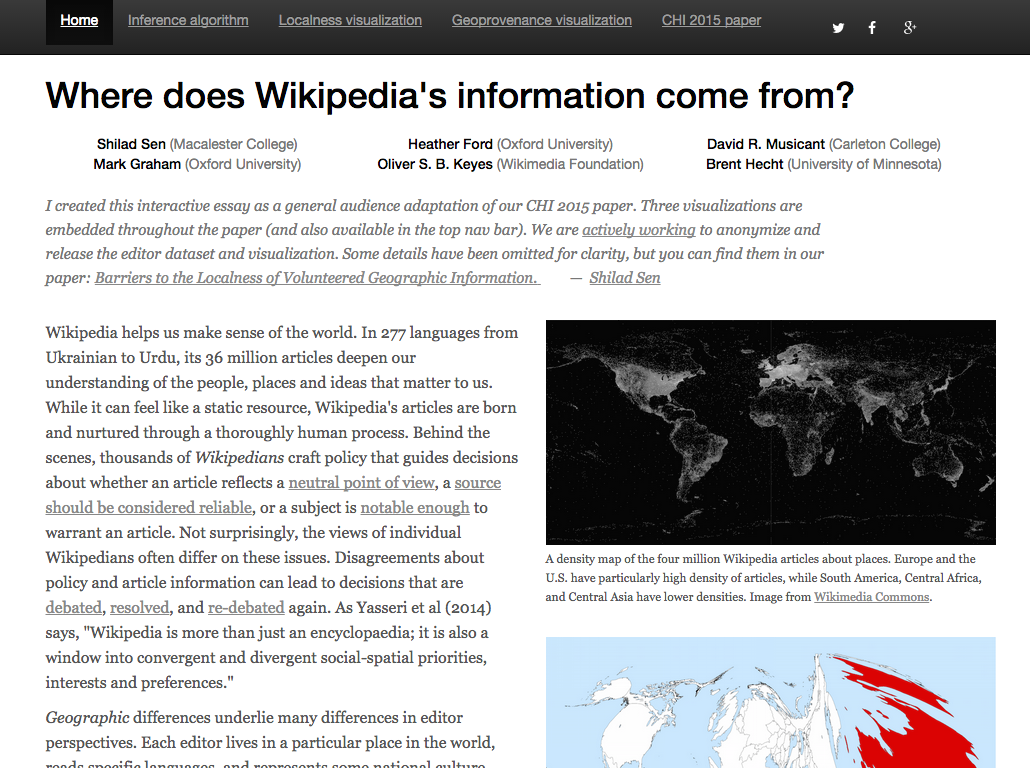 Home Inference algorithm Localness visualization Geoprovenance visualization CHI 2015 paper
Where does Wikipedia's information come from?
Shilad Sen (Macalester College) Heather Ford (Oxford University) David R. Musicant (Carleton College)
Mark Graham (Oxford University) Oliver S. B. Keyes (Wikimedia Foundation) Brent Hecht (University of Minnesota)
I created this interactive essay as a general audience adaptation of our CHI 2015 paper. Three visualizations are
embedded throughout the paper (and also available in the top nav bar). We are actively working to anonymize and
release the editor dataset and visualization. Some details have been omitted for clarity, but you can find them in our
paper: Barriers to the Localness of Volunteered Geographic Information. — Shilad Sen
Wikipedia helps us make sense of the world. In 277 languages from
Ukrainian to Urdu, its 36 million articles deepen our
understanding of the people, places and ideas that matter to us.
While it can feel like a static resource, Wikipedia's articles are born
and nurtured through a thoroughly human process. Behind the
scenes, thousands of Wikipedians craft policy that guides decisions
about whether an article reflects a neutral point of view, a source
should be considered reliable, or a subject is notable enough to
warrant an article. Not surprisingly, the views of individual
Wikipedians often differ on these issues. Disagreements about
policy and article information can lead to decisions that are
debated, resolved, and re-debated again. As Yasseri et al (2014)
says, "Wikipedia is more than just an encyclopaedia; it is also a
window into convergent and divergent social-spatial priorities,
interests and preferences."
Geographic differences underlie many differences in editor
perspectives. Each editor lives in a particular place in the world,
reads specific languages, and represents some national culture.
A density map of the four million Wikipedia articles about places. Europe and the
U.S. have particularly high density of articles, while South America, Central Africa,
and Central Asia have lower densities. Image from Wikimedia Commons.